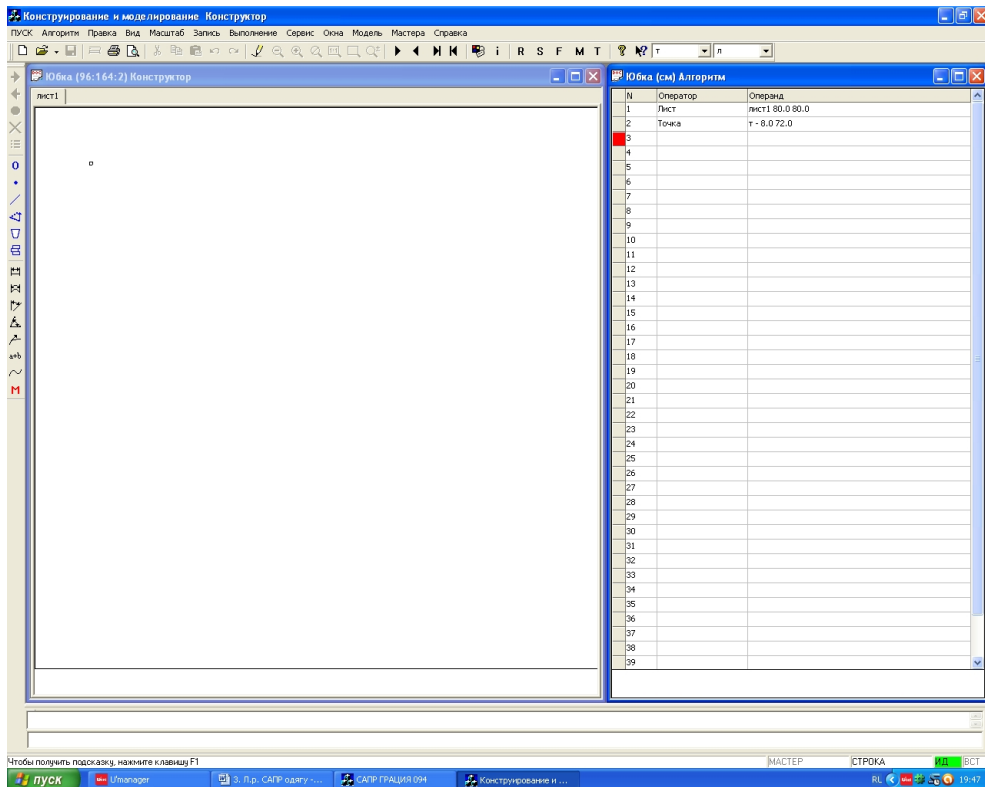 Конструирование и моделирование Конструктор
ПУСК Алгоритм Правка Вид Масштаб Запись Выполнение Сервис Окна Модель Мастера Справка
i R S F M T ? т л
Юбка (96:164:2) Конструктор
лист1
0
a+b
M
Юбка (см) Алгоритм
N Оператор Операнд
1 Лист лист1 80.0 80.0
2 Точка т - 8.0 72.0
3
4
5
6
7
8
9
10
11
12
13
14
15
16
17
18
19
20
21
22
23
24
25
26
27
28
29
30
31
32
33
34
35
36
37
38
39
Чтобы получить подсказку, нажмите клавишу F1
МАСТЕР СТРОКА ИД ВСТ
пуск U'manager 3. П.р. САПР одягу -... САПР ГРАЦИЯ 094 Конструирование и ... RL 19:47